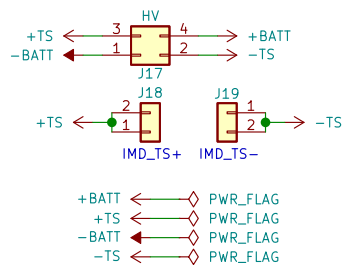 HV
+TS 3 4 +BATT
-BATT 1 2 -TS
J17
J18 J19
+TS 2 1 1 2 -TS
IMD_TS+ IMD_TS-
+BATT PWR_FLAG
+TS PWR_FLAG
-BATT PWR_FLAG
-TS PWR_FLAG